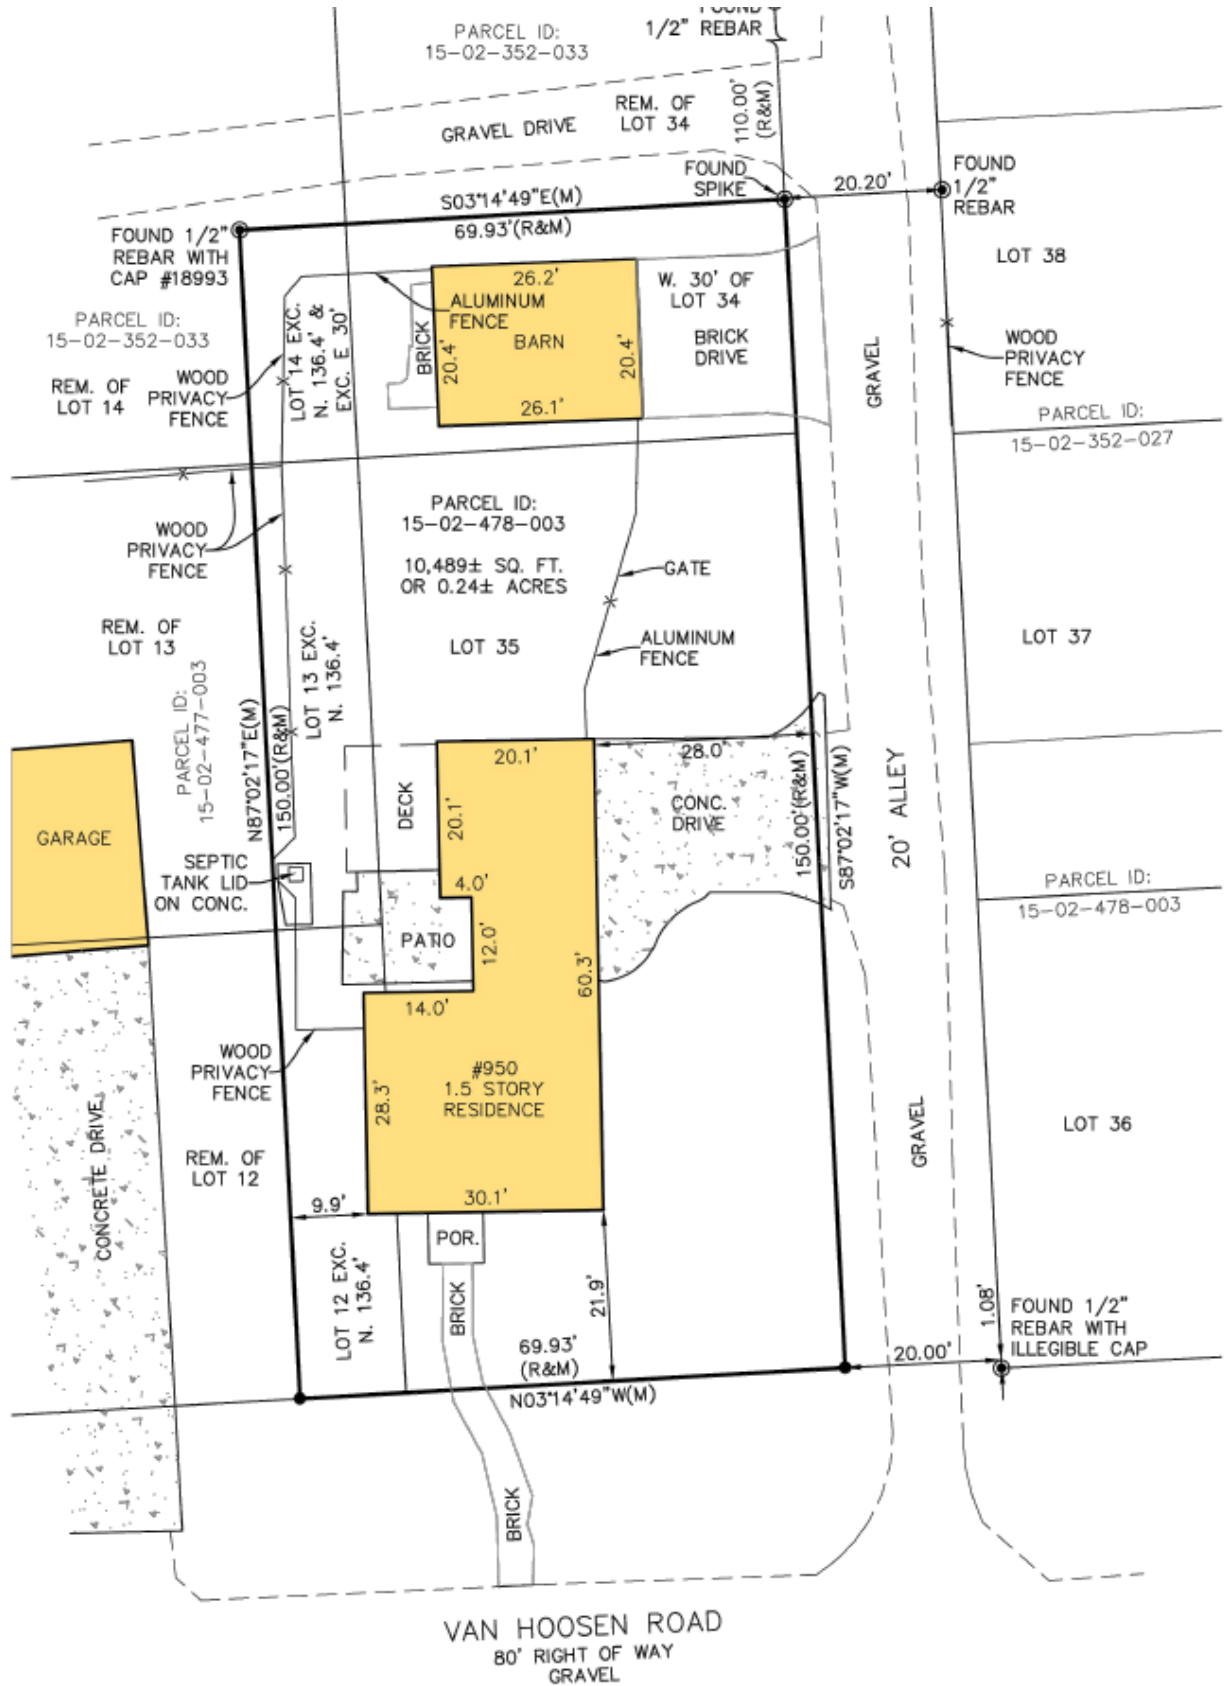 PARCEL ID:
15-02-352-033
FOUND
1/2" REBAR
110.00'
(R&M)
REM. OF
LOT 34
GRAVEL DRIVE
FOUND
SPIKE
20.20'
FOUND
1/2"
REBAR
S03°14'49"E(M)
69.93'(R&M)
FOUND 1/2"
REBAR WITH
CAP #18993
LOT 38
PARCEL ID:
15-02-352-033
REM. OF
LOT 14
WOOD
PRIVACY
FENCE
LOT 14 EXC.
N. 136.4' &
EXC. E 30'
BRICK
ALUMINUM
FENCE
26.2'
BARN
20.4'
20.4'
26.1'
W. 30' OF
LOT 34
BRICK
DRIVE
GRAVEL
WOOD
PRIVACY
FENCE
PARCEL ID:
15-02-352-027
PARCEL ID:
15-02-478-003
10,489± SQ. FT.
OR 0.24± ACRES
WOOD
PRIVACY
FENCE
GATE
REM. OF
LOT 13
LOT 13 EXC.
N. 136.4'
LOT 35
ALUMINUM
FENCE
LOT 37
PARCEL ID:
15-02-477-003
N87°02'17"E(M)
150.00'(R&M)
GARAGE
DECK
20.1'
20.1'
28.0'
CONC.
DRIVE
150.00'(R&M)
S87°02'17"W(M)
20' ALLEY
SEPTIC
TANK LID
ON CONC.
4.0'
PATIO
12.0'
60.3'
14.0'
PARCEL ID:
15-02-478-003
WOOD
PRIVACY
FENCE
28.3'
#950
1.5 STORY
RESIDENCE
30.1'
GRAVEL
LOT 36
CONCRETE DRIVE
REM. OF
LOT 12
9.9'
POR.
LOT 12 EXC.
N. 136.4'
BRICK
21.9'
1.08'
FOUND 1/2"
REBAR WITH
ILLEGIBLE CAP
20.00'
69.93'
(R&M)
N03°14'49"W(M)
BRICK
VAN HOOSEN ROAD
80' RIGHT OF WAY
GRAVEL